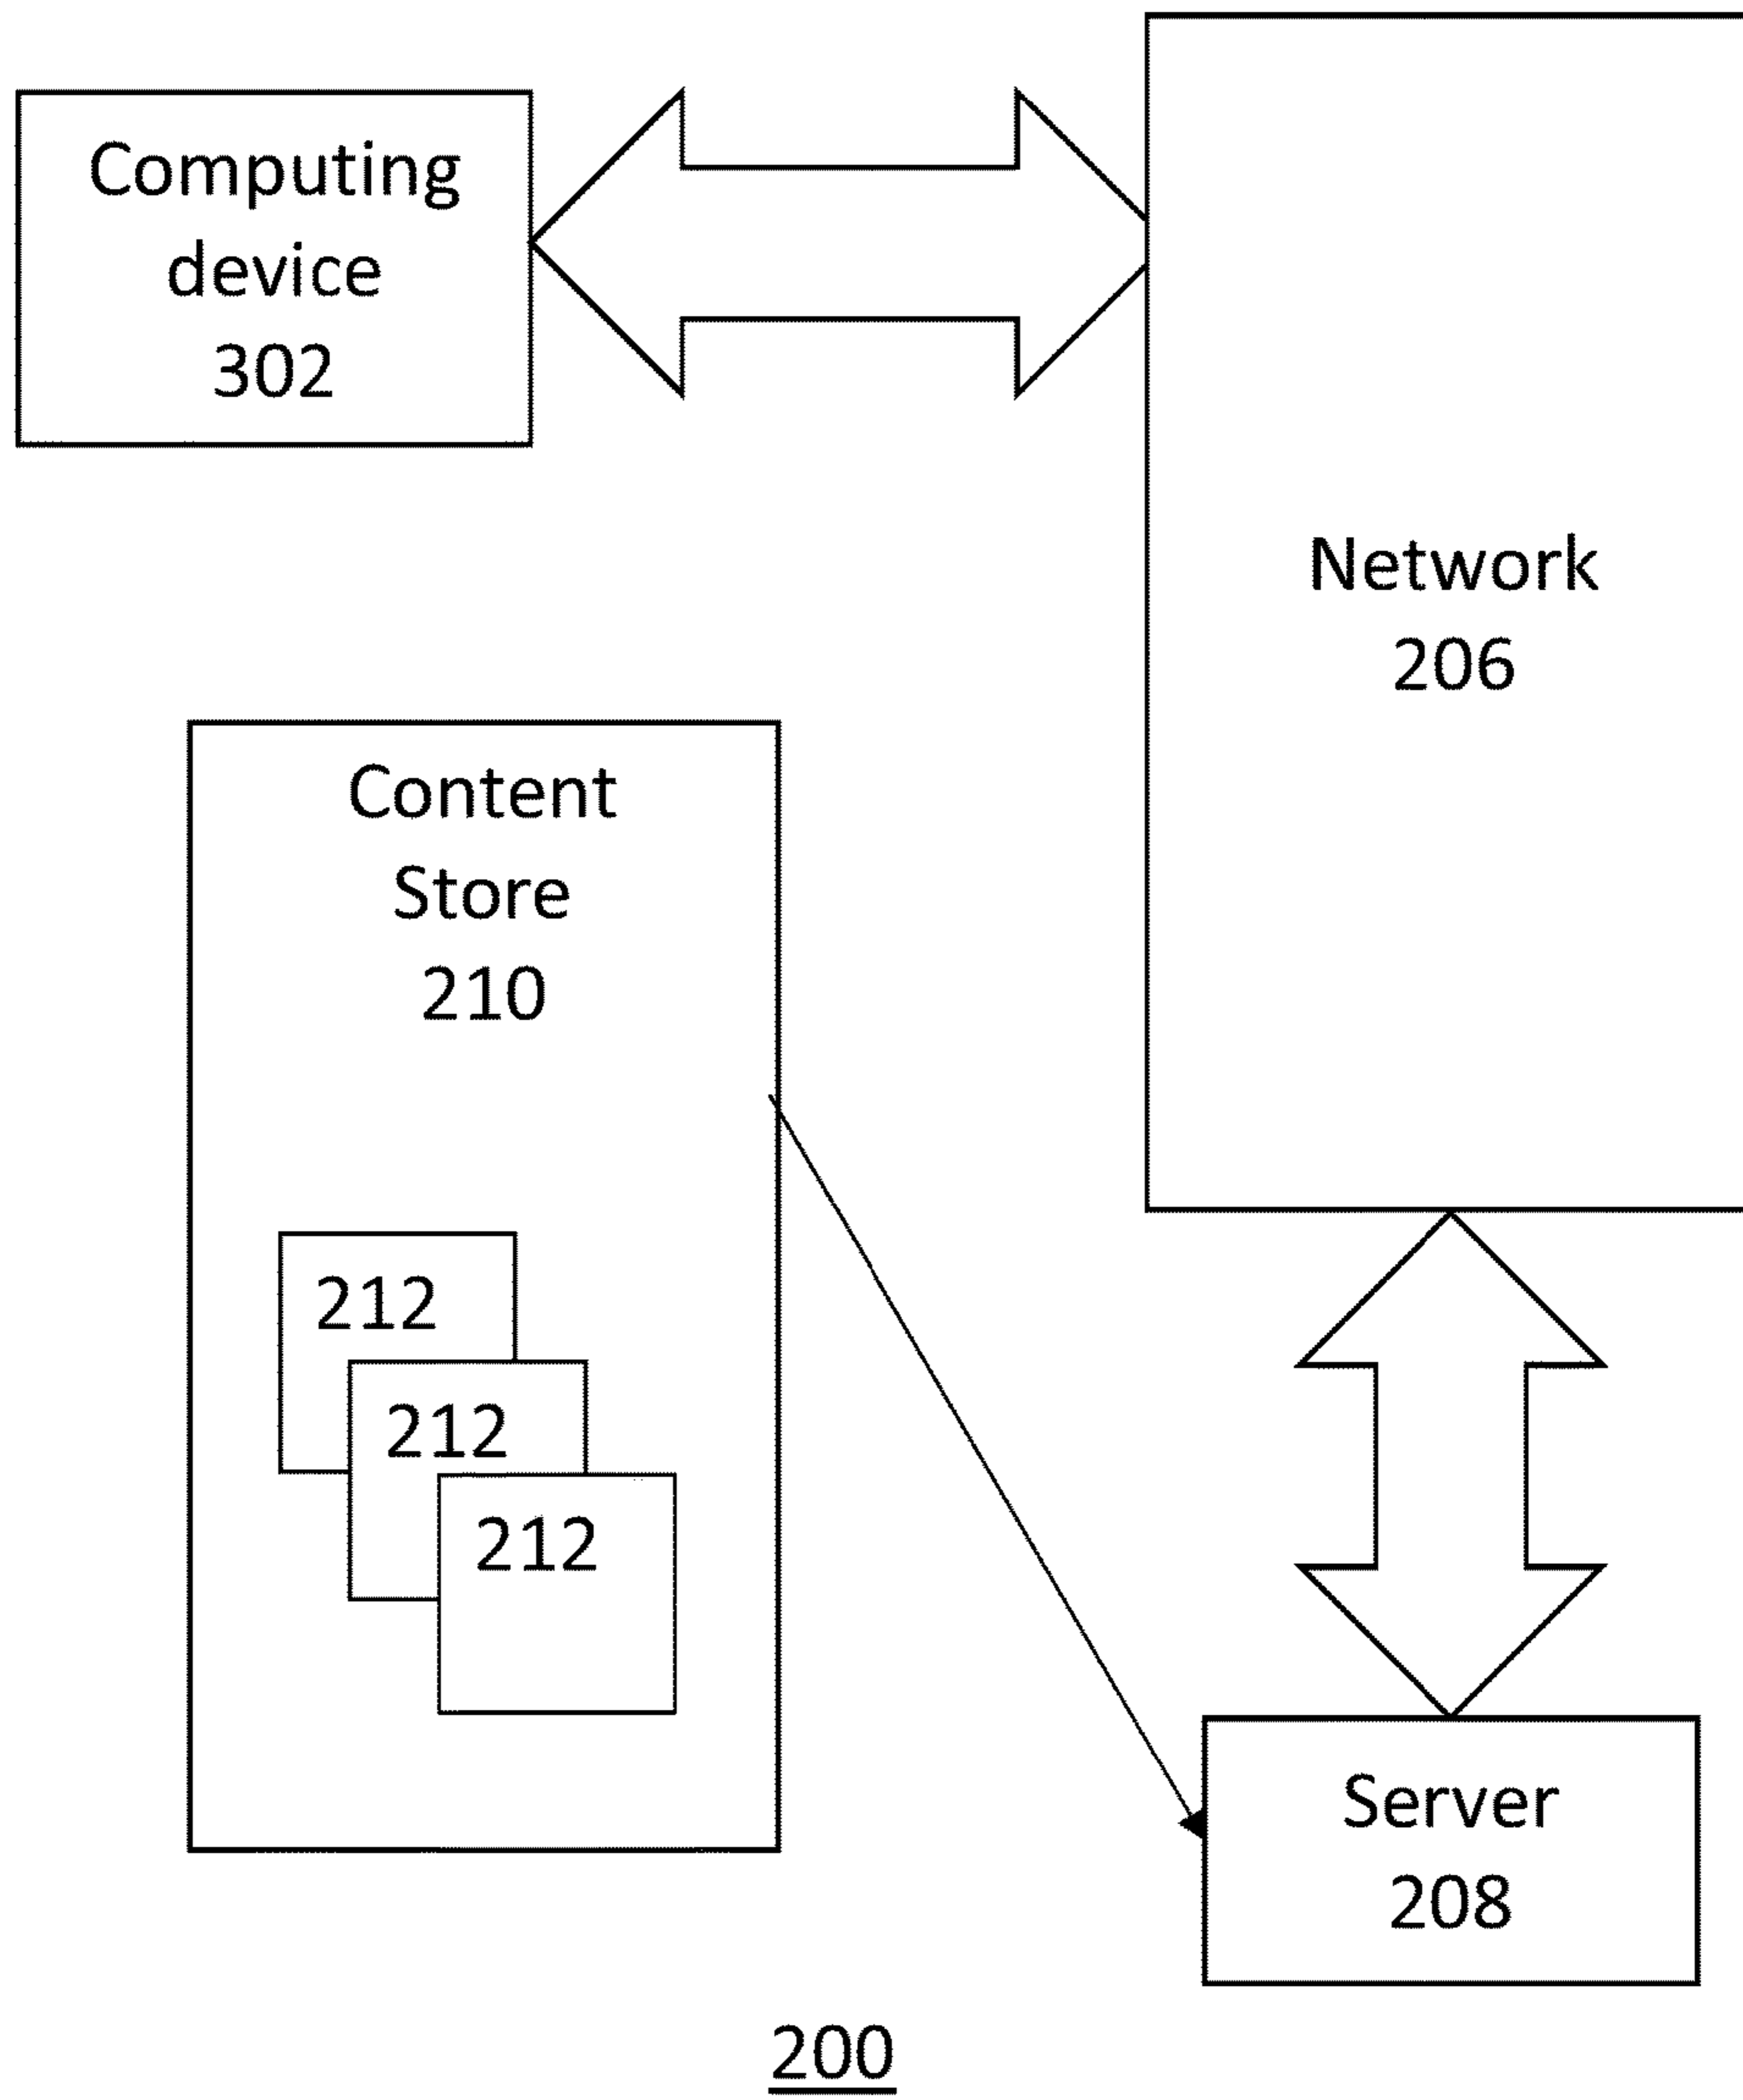 Computing
device
302
Network
206
Content
Store
210
212
212
212
Server
208
200